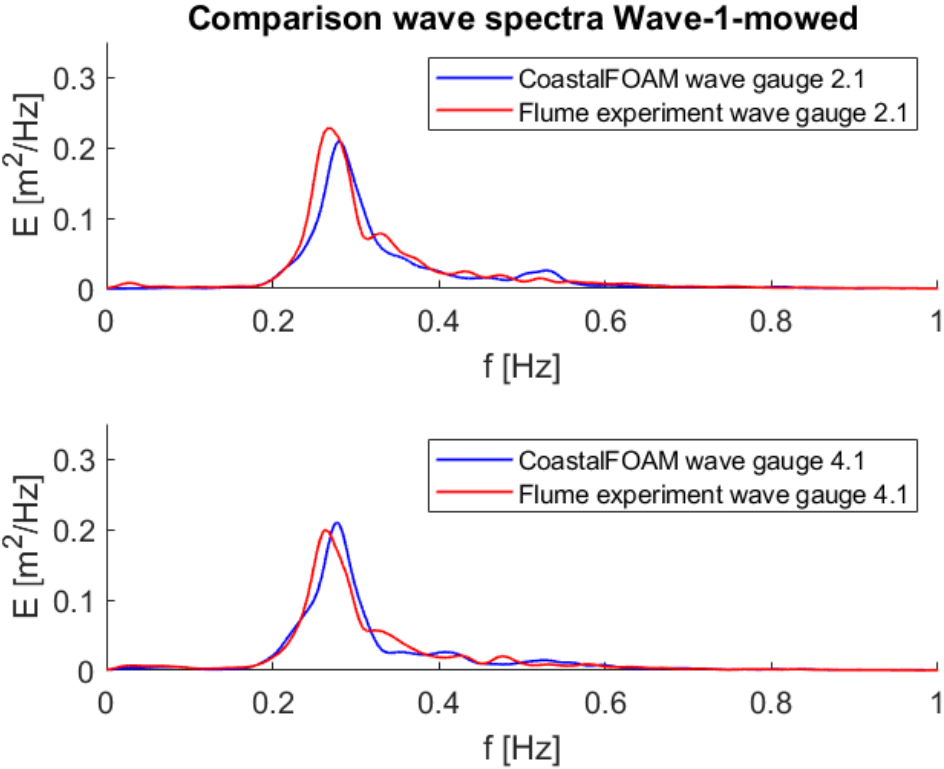 Comparison wave spectra Wave-1-mowed
CoastalFOAM wave gauge 2.1
Flume experiment wave gauge 2.1
E [m²/Hz]
0.3
0.2
0.1
0
0 0.2 0.4 0.6 0.8 1
f [Hz]
CoastalFOAM wave gauge 4.1
Flume experiment wave gauge 4.1
E [m²/Hz]
0.3
0.2
0.1
0
0 0.2 0.4 0.6 0.8 1
f [Hz]